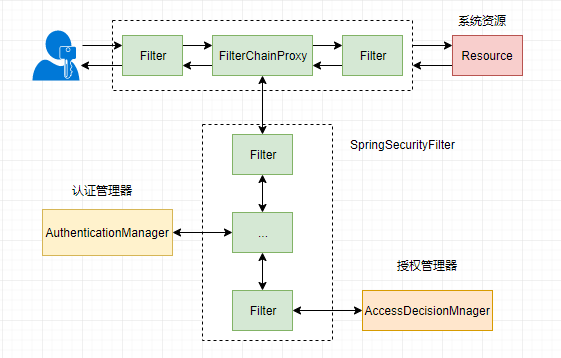 系统资源
Filter
FilterChainProxy
Filter
Resource
SpringSecurityFilter
Filter
认证管理器
AuthenticationManager
...
授权管理器
Filter
AccessDecisionMnager